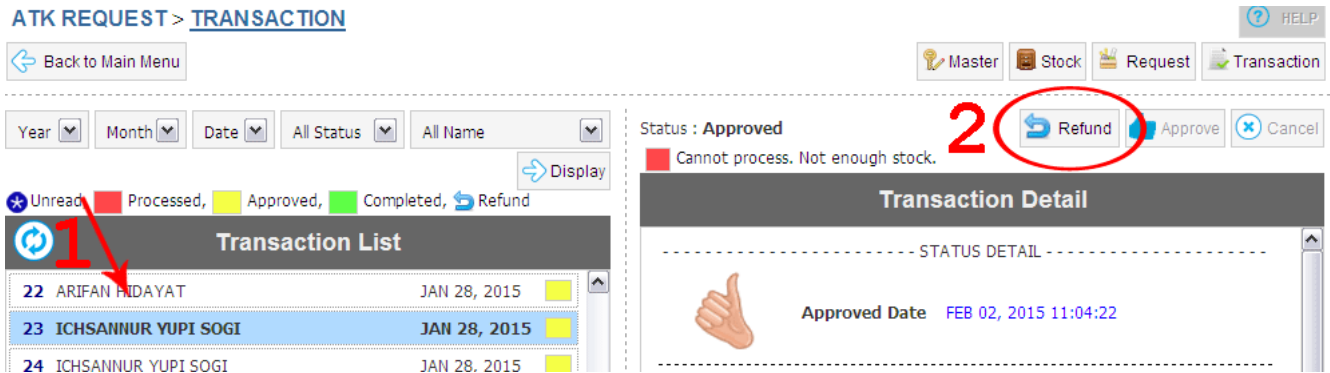 ATK REQUEST > TRANSACTION
HELP
Back to Main Menu
Master Stock Request Transaction
Year Month Date All Status All Name
Display
Unread, Processed, Approved, Completed, Refund
1
Transaction List
22 ARIFAN HIDAYAT JAN 28, 2015
23 ICHSANNUR YUPI SOGI JAN 28, 2015
24 ICHSANNUR YUPI SOGI JAN 28, 2015
Status : Approved
2
Refund Approve Cancel
Cannot process. Not enough stock.
Transaction Detail
STATUS DETAIL
Approved Date FEB 02, 2015 11:04:22